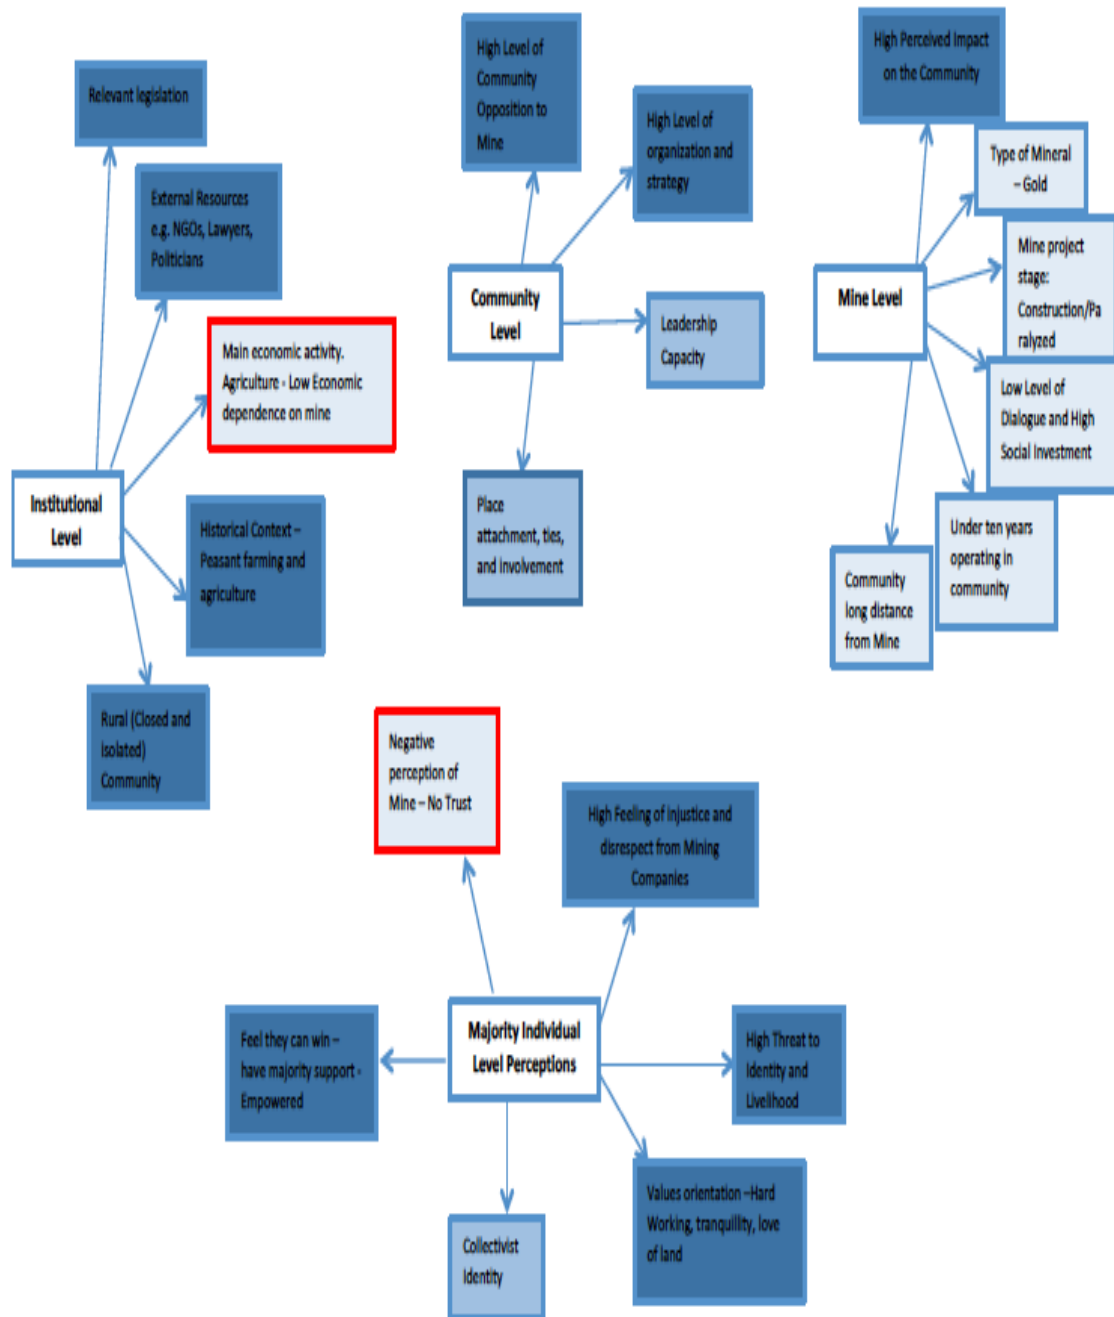 Relevant legislation
External Resources
e.g. NGOs, Lawyers,
Politicians
Main economic activity.
Agriculture - Low Economic
dependence on mine
Institutional
Level
Historical Context –
Peasant farming and
agriculture
Rural (Closed and
isolated)
Community
High Level of
Community
Opposition to
Mine
High Level of
organization and
strategy
Community
Level
Leadership
Capacity
Place
attachment, ties,
and involvement
High Perceived Impact
on the Community
Type of Mineral
– Gold
Mine project
stage:
Construction/Pa
ralyzed
Mine Level
Low Level of
Dialogue and High
Social Investment
Under ten years
operating in
community
Community
long distance
from Mine
Negative
perception of
Mine – No Trust
High Feeling of injustice and
disrespect from Mining
Companies
Majority Individual
Level Perceptions
Feel they can win –
have majority support -
Empowered
High Threat to
Identity and
Livelihood
Values orientation –Hard
Working, tranquillity, love
of land
Collectivist
Identity